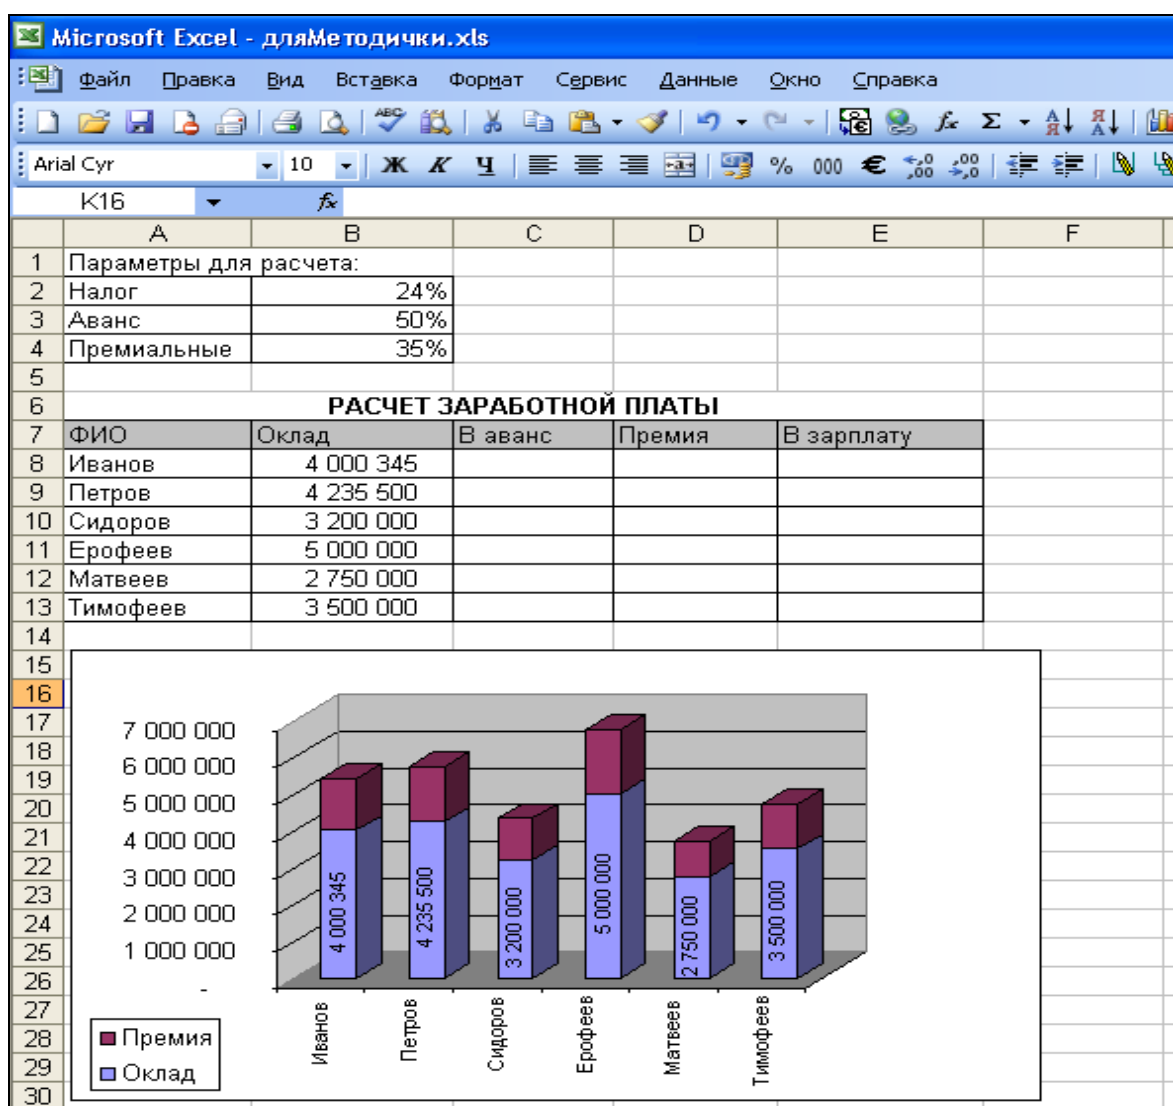 Microsoft Excel - дляМетодички.xls
Файл Правка Вид Вставка Формат Сервис Данные Окно Справка
Arial Cyr 10 Ж К Ч % 000 €
K16 fx
A B C D E F
1 Параметры для расчета:
2 Налог 24%
3 Аванс 50%
4 Премиальные 35%
5
6 РАСЧЕТ ЗАРАБОТНОЙ ПЛАТЫ
7 ФИО Оклад В аванс Премия В зарплату
8 Иванов 4 000 345
9 Петров 4 235 500
10 Сидоров 3 200 000
11 Ерофеев 5 000 000
12 Матвеев 2 750 000
13 Тимофеев 3 500 000
14
15
16
17 7 000 000
18 6 000 000
19
20 5 000 000
21 4 000 000
22
23 3 000 000
24 2 000 000
25 1 000 000
26 -
27
28
29
30
4 000 345
4 235 500
3 200 000
5 000 000
2 750 000
3 500 000
Иванов
Петров
Сидоров
Ерофеев
Матвеев
Тимофеев
Премия
Оклад